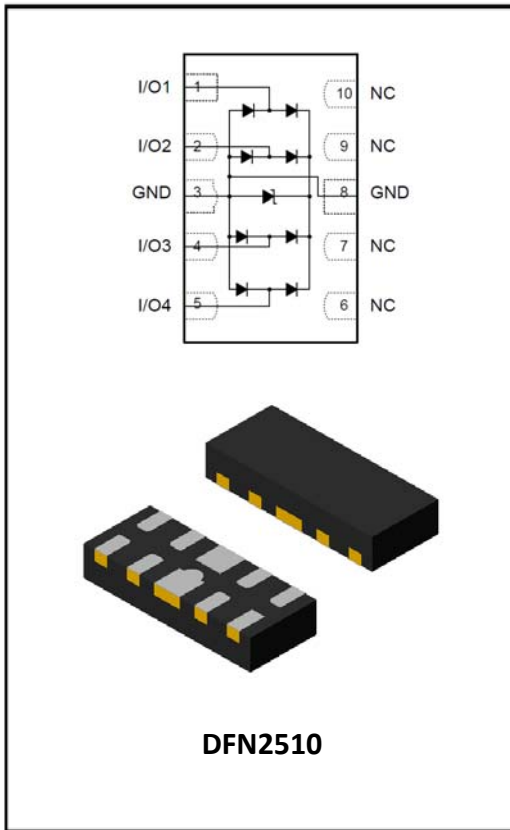 I/O1 1 10 NC
I/O2 2 9 NC
GND 3 8 GND
I/O3 4 7 NC
I/O4 5 6 NC
DFN2510